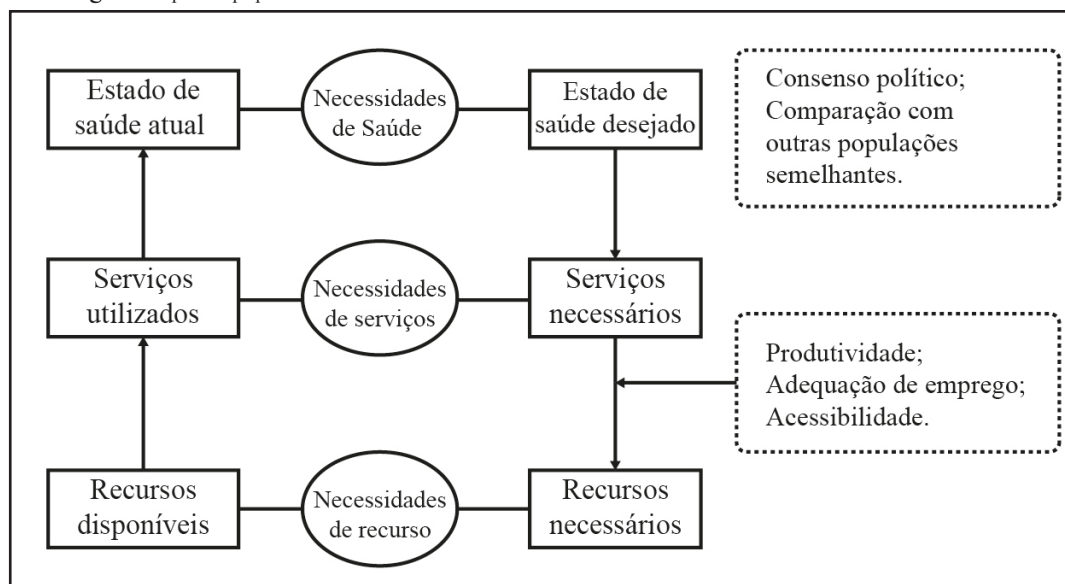 Estado de
saúde atual
Necessidades
de Saúde
Estado de
saúde desejado
Consenso político;
Comparação com
outras populações
semelhantes.
Serviços
utilizados
Necessidades
de serviços
Serviços
necessários
Produtividade;
Adequação de emprego;
Acessibilidade.
Recursos
disponíveis
Necessidades
de recurso
Recursos
necessários